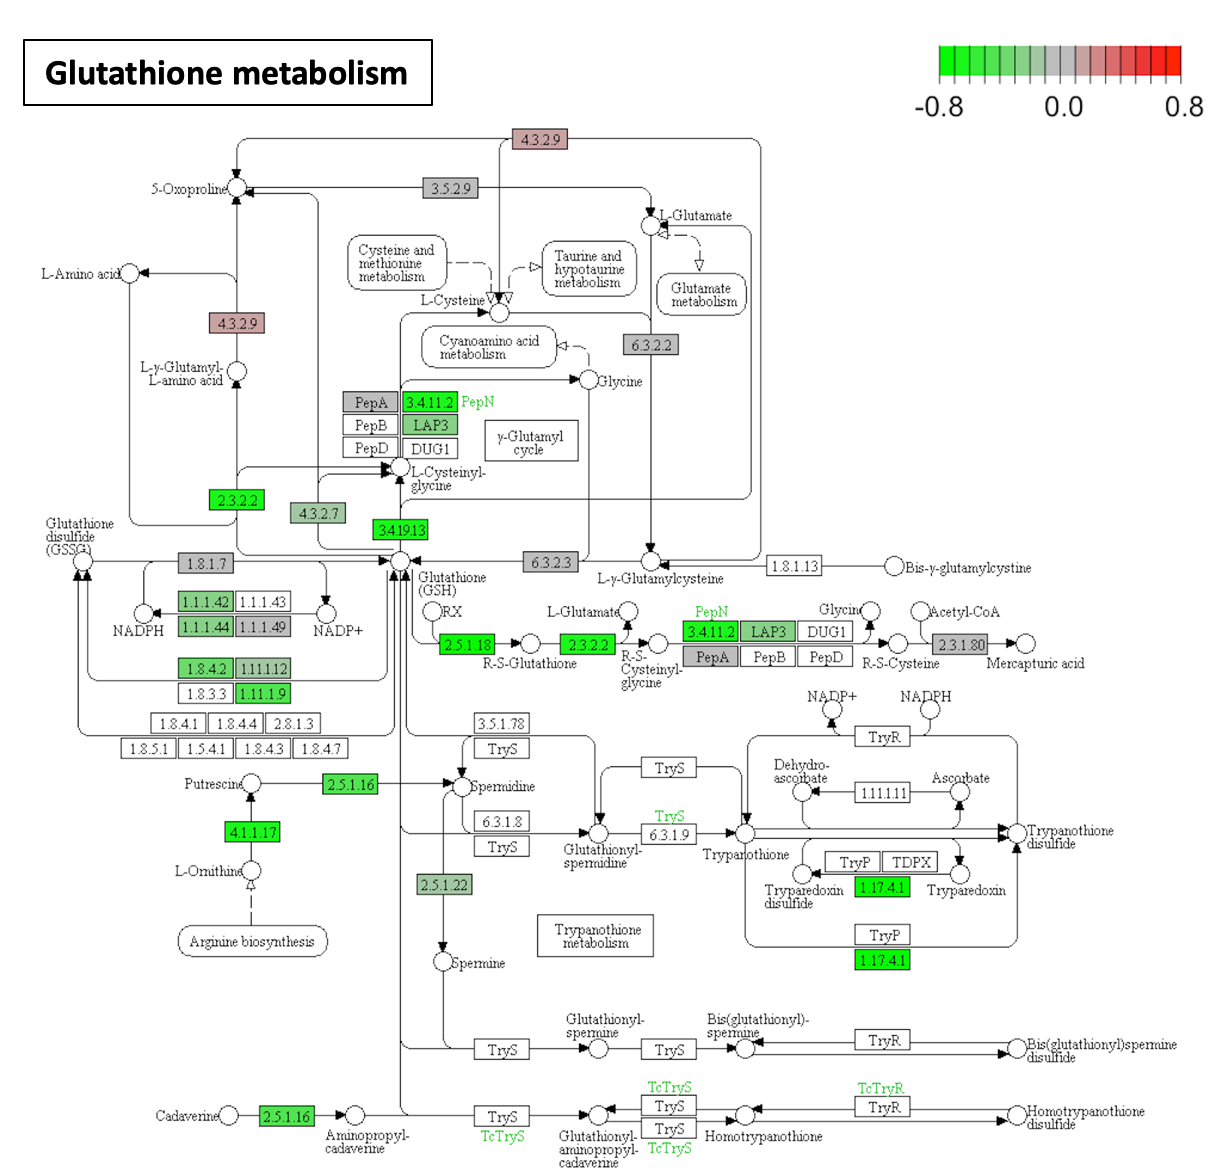 Glutathione metabolism
-0.8
0.0
0.8
4.3.2.9
5-Oxoproline
3.5.2.9
L-Glutamate
Cysteine and
methionine
metabolism
Taurine and
hypotaurine
metabolism
L-Amino acid
Glutamate
metabolism
L-Cysteine
4.3.2.9
Cyanoamino acid
metabolism
6.3.2.2
L-γ-Glutamyl-
L-amino acid
Glycine
PepA
3.4.11.2
PepN
PepB
LAP3
PepD
DUG1
γ-Glutamyl
cycle
L-Cysteinyl-
glycine
2.3.2.2
4.3.2.7
3.4.19.13
Glutathione
disulfide
(GSSG)
1.8.1.7
6.3.2.3
1.8.1.13
Bis-γ-glutamylcystine
Glutathione
(GSH)
L-γ-Glutamylcysteine
1.1.1.42
1.1.1.43
NADPH
1.1.1.44
1.1.1.49
NADP+
RX
L-Glutamate
PepN
Glycine
Acetyl-CoA
2.5.1.18
2.3.2.2
3.4.11.2
LAP3
DUG1
2.3.1.80
R-S-Glutathione
R-S-
Cysteinyl-
glycine
PepA
PepB
PepD
R-S-Cysteine
Mercapturic acid
1.8.4.2
1.11.1.12
1.8.3.3
1.11.1.9
1.8.4.1
1.8.4.4
2.8.1.3
1.8.5.1
1.5.4.1
1.8.4.3
1.8.4.7
3.5.1.78
TryS
NADP+
NADPH
TryR
Putrescine
2.5.1.16
Spermidine
TryS
Dehydro-
ascorbate
1.11.1.11
Ascorbate
4.1.1.17
6.3.1.8
TryS
TryS
6.3.1.9
Glutathionyl-
spermidine
Trypanothione
Trypanothione
disulfide
L-Ornithine
2.5.1.22
TryP
TDPX
1.17.4.1
Tryparedoxin
disulfide
Tryparedoxin
Arginine biosynthesis
Trypanothione
metabolism
TryP
1.17.4.1
Spermine
Glutathionyl-
spermine
Bis(glutathionyl)-
spermine
TryS
TryS
TryR
Bis(glutathionyl)spermine
disulfide
Cadaverine
2.5.1.16
Aminopropyl-
cadaverine
TryS
TcTryS
Glutathionyl-
aminopropyl-
cadaverine
TcTryS
TryS
TryS
TcTryS
Homotrypanothione
TcTryR
TryR
Homotrypanothione
disulfide